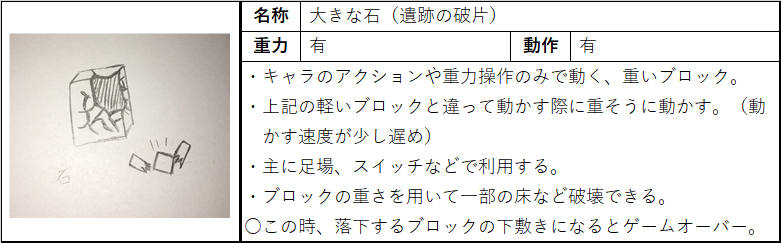 名称 大きな石（遺跡の破片）
重力 有 動作 有
・キャラのアクションや重力操作のみで動く、重いブロック。
・上記の軽いブロックと違って動かす際に重そうに動かす。（動
かす速度が少し遅め）
・主に足場、スイッチなどで利用する。
・ブロックの重さを用いて一部の床など破壊できる。
〇この時、落下するブロックの下敷きになるとゲームオーバー。
石